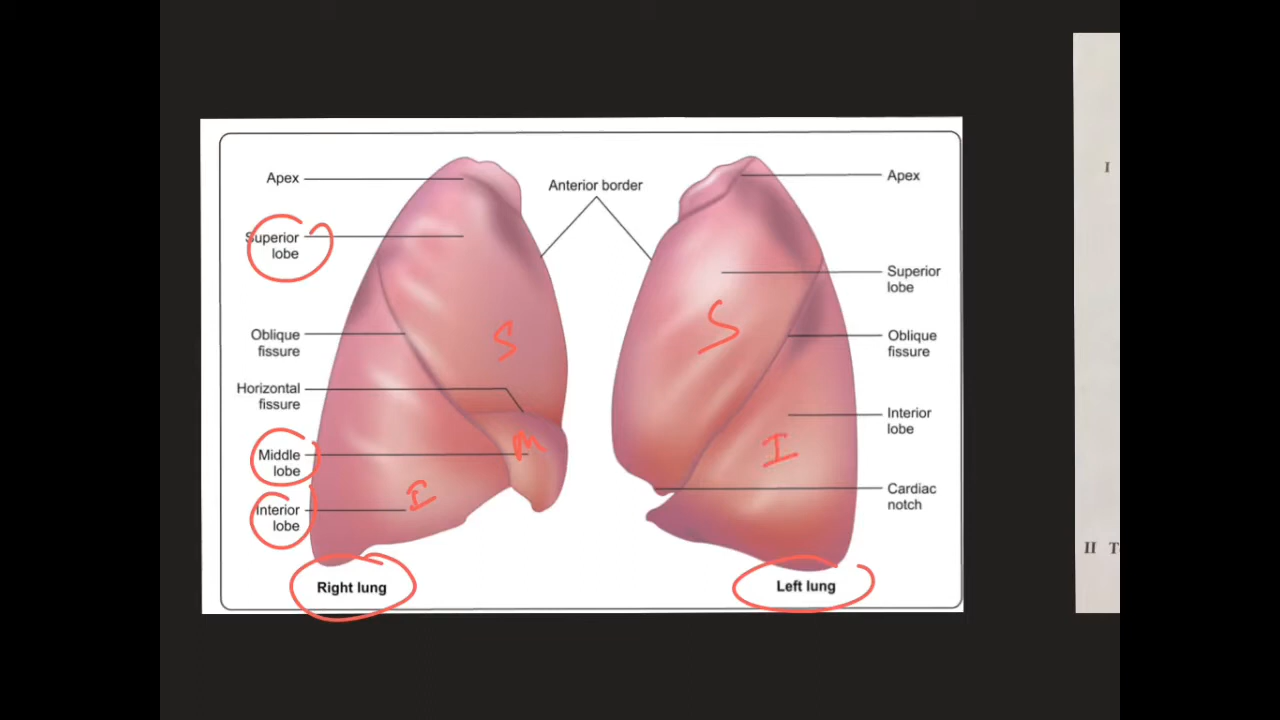 Apex
Superior
lobe
Oblique
fissure
Horizontal
fissure
Middle
lobe
Interior
lobe
Right lung
Anterior border
S
M
I
Apex
Superior
lobe
Oblique
fissure
Interior
lobe
Cardiac
notch
Left lung
S
I
I
II T